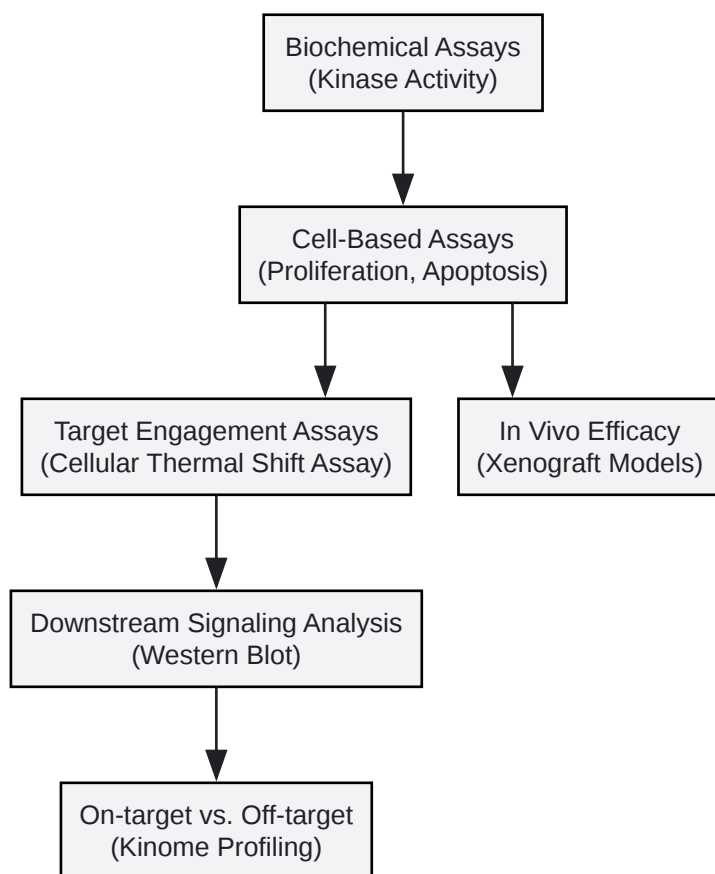 Biochemical Assays
(Kinase Activity)
Cell-Based Assays
(Proliferation, Apoptosis)
Target Engagement Assays
(Cellular Thermal Shift Assay)
In Vivo Efficacy
(Xenograft Models)
Downstream Signaling Analysis
(Western Blot)
On-target vs. Off-target
(Kinome Profiling)